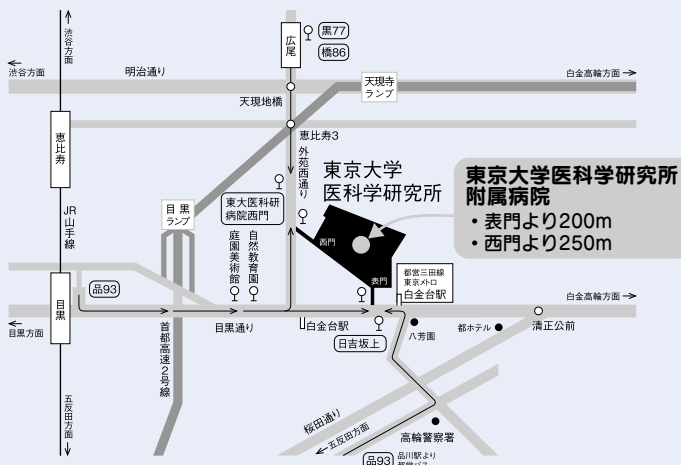 渋谷方面
渋谷方面
明治通り
広尾
黒77
橋86
天現寺
ランプ
白金高輪方面
天現地橋
恵比寿
恵比寿3
外苑西通り
東京大学
医科学研究所
東京大学医科学研究所
附属病院
・表門より200m
・西門より250m
JR山手線
目黒
ランプ
東大医科研
病院西門
西門
表門
庭園美術館
自然教育園
品93
都営三田線
東京メトロ
白金台駅
白金高輪方面
目黒
目黒方面
首都高速2号線
目黒通り
白金台駅
日吉坂上
八芳園
都ホテル
清正公前
五反田方面
桜田通り
五反田方面
高輪警察署
品93
品川駅より